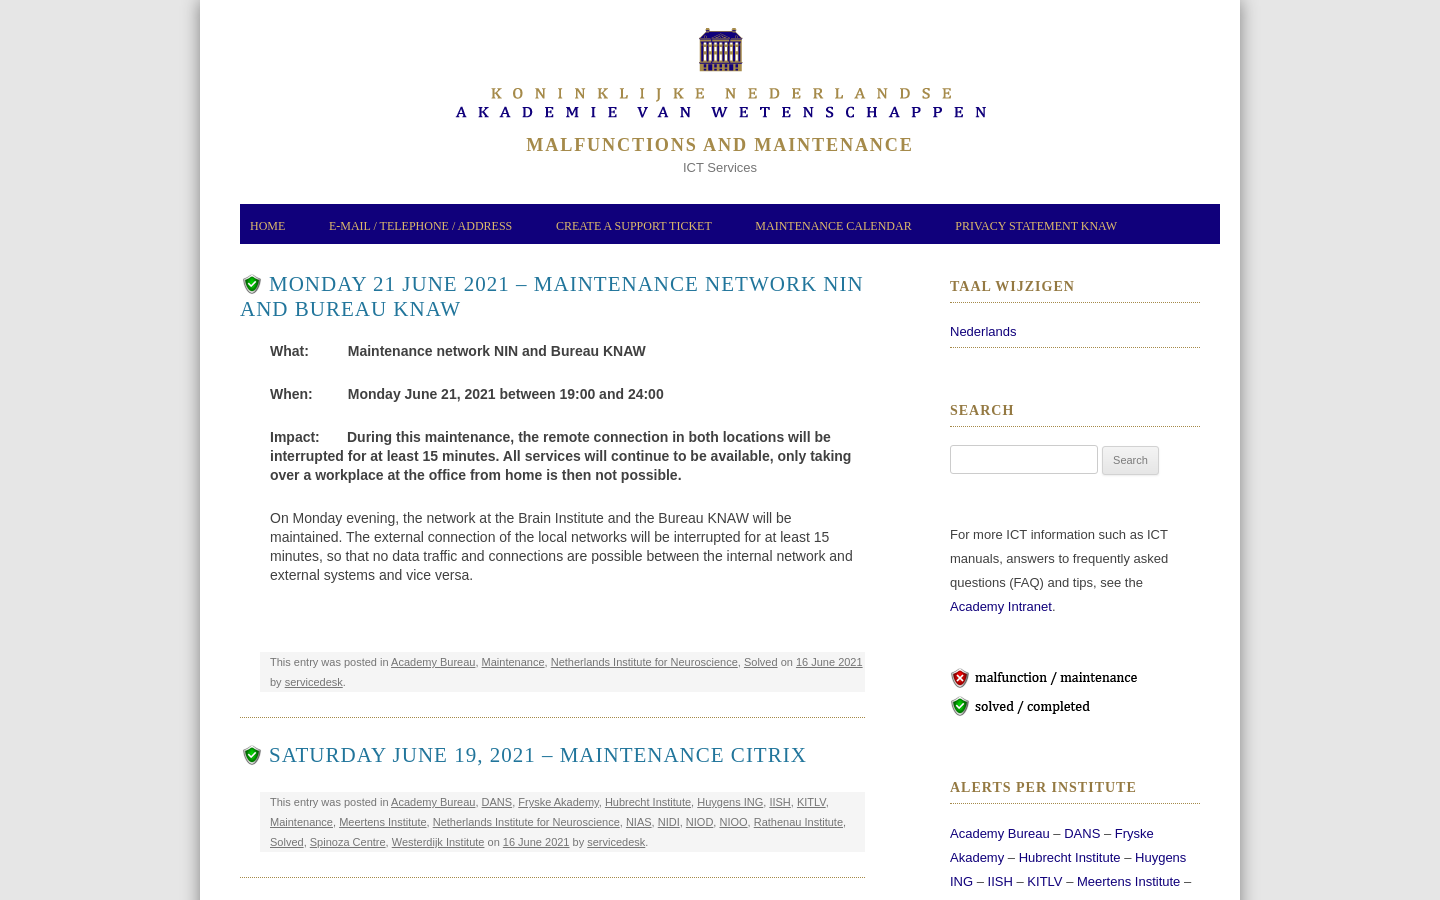 KONINKLIJKE NEDERLANDSE
AKADEMIE VAN WETENSCHAPPEN
MALFUNCTIONS AND MAINTENANCE
ICT Services
HOME E-MAIL / TELEPHONE / ADDRESS CREATE A SUPPORT TICKET MAINTENANCE CALENDAR PRIVACY STATEMENT KNAW
MONDAY 21 JUNE 2021 – MAINTENANCE NETWORK NIN
AND BUREAU KNAW
What: Maintenance network NIN and Bureau KNAW
When: Monday June 21, 2021 between 19:00 and 24:00
Impact: During this maintenance, the remote connection in both locations will be
interrupted for at least 15 minutes. All services will continue to be available, only taking
over a workplace at the office from home is then not possible.
On Monday evening, the network at the Brain Institute and the Bureau KNAW will be
maintained. The external connection of the local networks will be interrupted for at least 15
minutes, so that no data traffic and connections are possible between the internal network and
external systems and vice versa.
This entry was posted in Academy Bureau, Maintenance, Netherlands Institute for Neuroscience, Solved on 16 June 2021
by servicedesk.
SATURDAY JUNE 19, 2021 – MAINTENANCE CITRIX
This entry was posted in Academy Bureau, DANS, Fryske Akademy, Hubrecht Institute, Huygens ING, IISH, KITLV,
Maintenance, Meertens Institute, Netherlands Institute for Neuroscience, NIAS, NIDI, NIOD, NIOO, Rathenau Institute,
Solved, Spinoza Centre, Westerdijk Institute on 16 June 2021 by servicedesk.
TAAL WIJZIGEN
Nederlands
SEARCH
Search
For more ICT information such as ICT
manuals, answers to frequently asked
questions (FAQ) and tips, see the
Academy Intranet.
malfunction / maintenance
solved / completed
ALERTS PER INSTITUTE
Academy Bureau – DANS – Fryske
Akademy – Hubrecht Institute – Huygens
ING – IISH – KITLV – Meertens Institute –